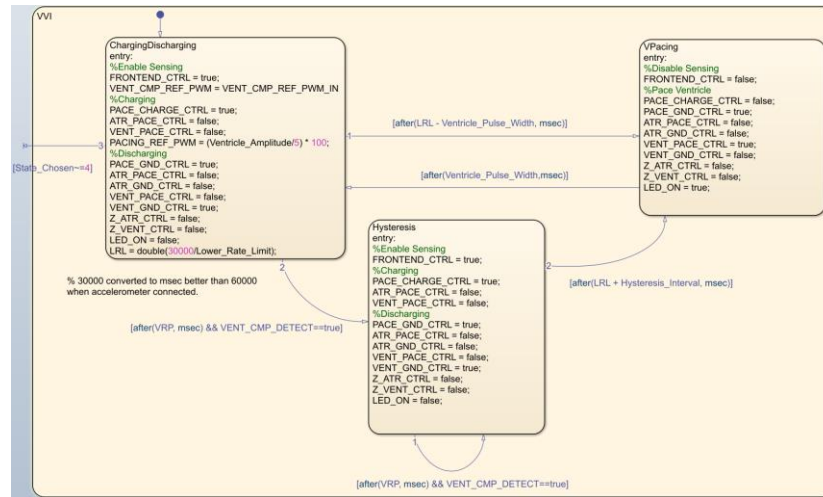 VVI
ChargingDischarging
entry:
%Enable Sensing
FRONTEND_CTRL = true;
VENT_CMP_REF_PWM = VENT_CMP_REF_PWM_IN
%Charging
PACE_CHARGE_CTRL = true;
ATR_PACE_CTRL = false;
VENT_PACE_CTRL = false;
PACING_REF_PWM = (Ventricle_Amplitude/5) * 100;
%Discharging
PACE_GND_CTRL = true;
ATR_PACE_CTRL = false;
ATR_GND_CTRL = false;
VENT_PACE_CTRL = false;
VENT_GND_CTRL = true;
Z_ATR_CTRL = false;
Z_VENT_CTRL = false;
LED_ON = false;
LRL = double(30000/Lower_Rate_Limit);
3
[State_Chosen~=4]
2
% 30000 converted to msec better than 60000
when accelerometer connected.
[after(VRP, msec) && VENT_CMP_DETECT==true]
1
[after(LRL - Ventricle_Pulse_Width, msec)]
[after(Ventricle_Pulse_Width,msec)]
VPacing
entry:
%Disable Sensing
FRONTEND_CTRL = false;
%Pace Ventricle
PACE_CHARGE_CTRL = false;
PACE_GND_CTRL = true;
ATR_PACE_CTRL = false;
ATR_GND_CTRL = false;
VENT_PACE_CTRL = true;
VENT_GND_CTRL = false;
Z_ATR_CTRL = false;
Z_VENT_CTRL = false;
LED_ON = true;
Hysteresis
entry:
%Enable Sensing
FRONTEND_CTRL = true;
%Charging
PACE_CHARGE_CTRL = true;
ATR_PACE_CTRL = false;
VENT_PACE_CTRL = false;
%Discharging
PACE_GND_CTRL = true;
ATR_PACE_CTRL = false;
ATR_GND_CTRL = false;
VENT_PACE_CTRL = false;
VENT_GND_CTRL = true;
Z_ATR_CTRL = false;
Z_VENT_CTRL = false;
LED_ON = false;
2
[after(LRL + Hysteresis_Interval, msec)]
1
[after(VRP, msec) && VENT_CMP_DETECT==true]